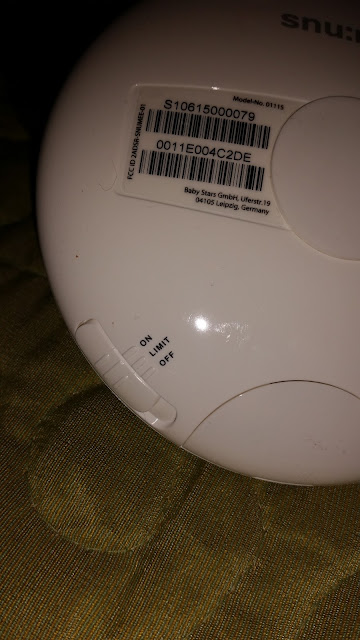 snu:
Model-No. 01115
S10615000079
0011E004C2DE
Baby Stars GmbH, Uferstr.19
04105 Leipzig, Germany
ON
LIMIT
OFF